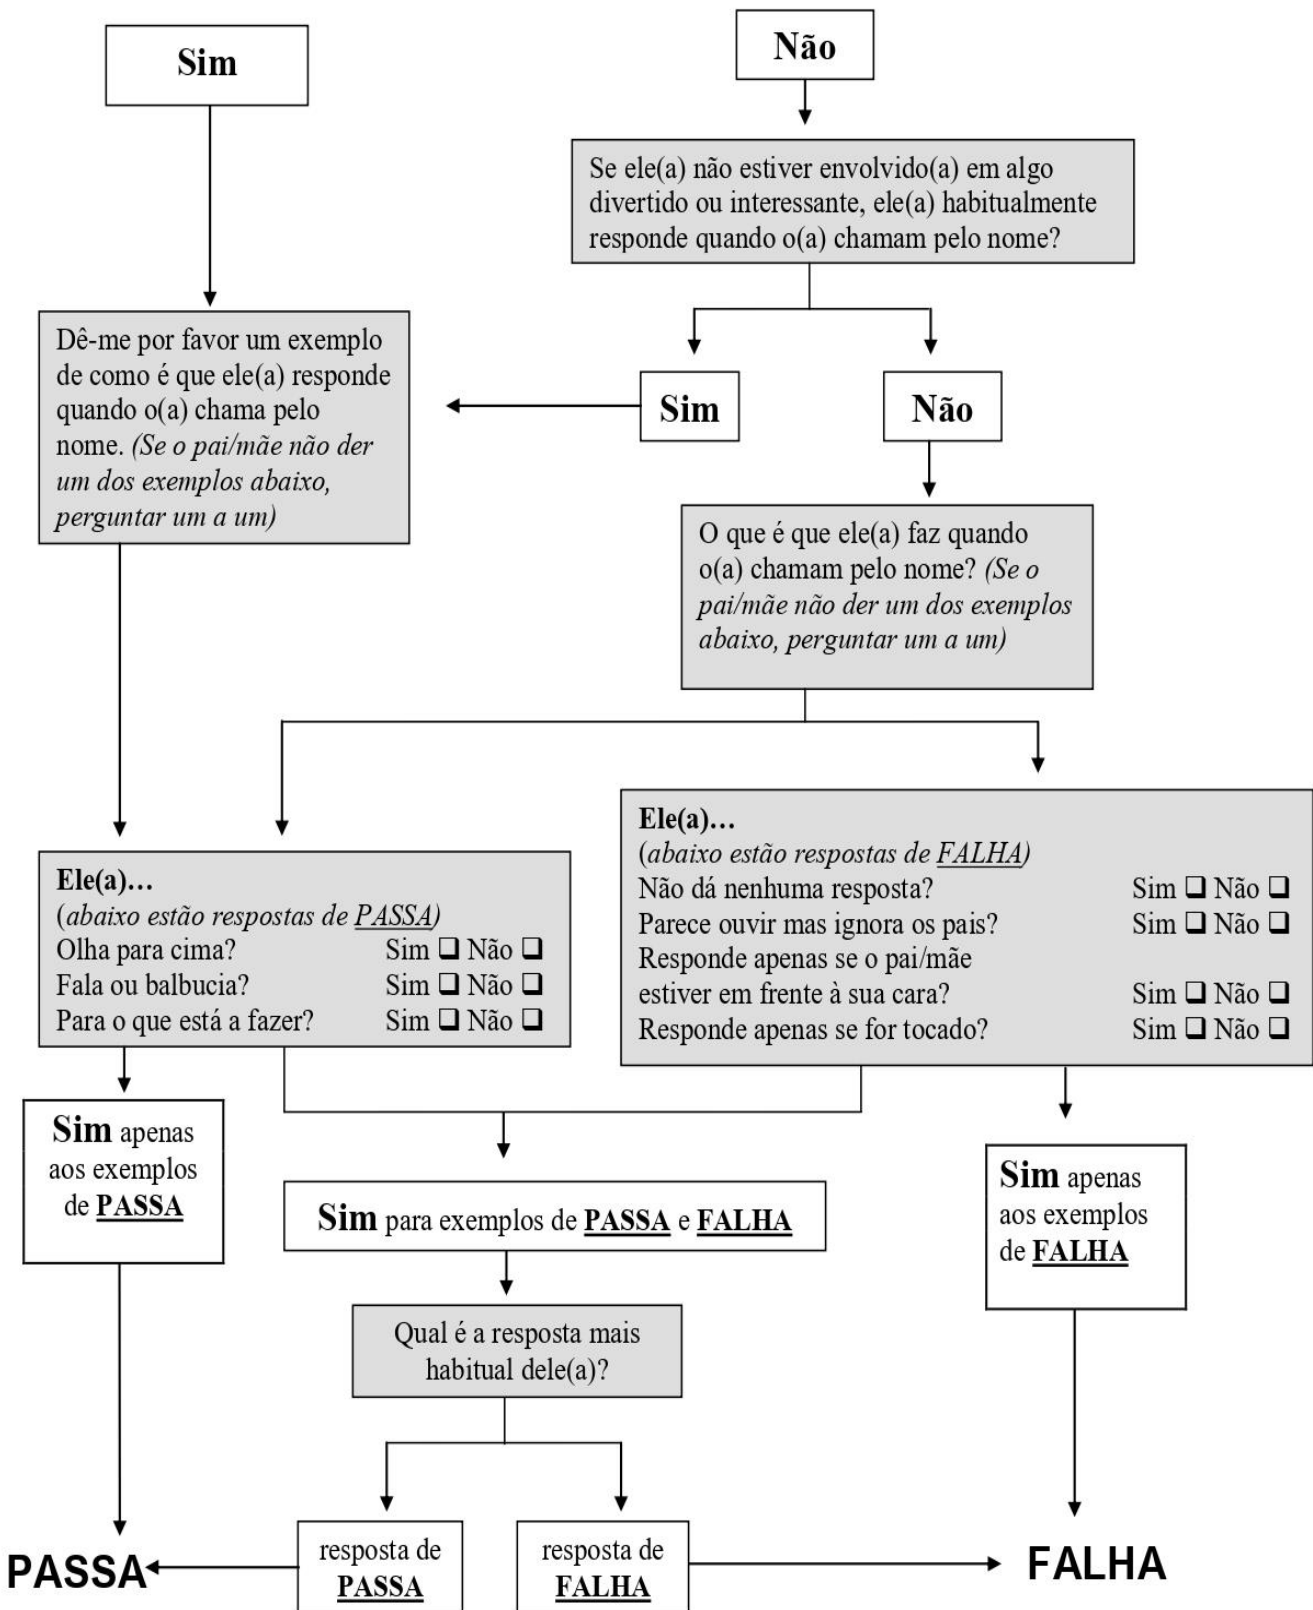 Sim
Não
Se ele(a) não estiver envolvido(a) em algo
divertido ou interessante, ele(a) habitualmente
responde quando o(a) chamam pelo nome?
Dê-me por favor um exemplo
de como é que ele(a) responde
quando o(a) chama pelo
nome. (Se o pai/mãe não der
um dos exemplos abaixo,
perguntar um a um)
Sim
Não
O que é que ele(a) faz quando
o(a) chamam pelo nome? (Se o
pai/mãe não der um dos exemplos
abaixo, perguntar um a um)
Ele(a)…
(abaixo estão respostas de PASSA)
Olha para cima? Sim ❑ Não ❑
Fala ou balbucia? Sim ❑ Não ❑
Para o que está a fazer? Sim ❑ Não ❑
Ele(a)…
(abaixo estão respostas de FALHA)
Não dá nenhuma resposta? Sim ❑ Não ❑
Parece ouvir mas ignora os pais? Sim ❑ Não ❑
Responde apenas se o pai/mãe
estiver em frente à sua cara? Sim ❑ Não ❑
Responde apenas se for tocado? Sim ❑ Não ❑
Sim apenas
aos exemplos
de PASSA
Sim para exemplos de PASSA e FALHA
Sim apenas
aos exemplos
de FALHA
Qual é a resposta mais
habitual dele(a)?
PASSA
resposta de
PASSA
resposta de
FALHA
FALHA